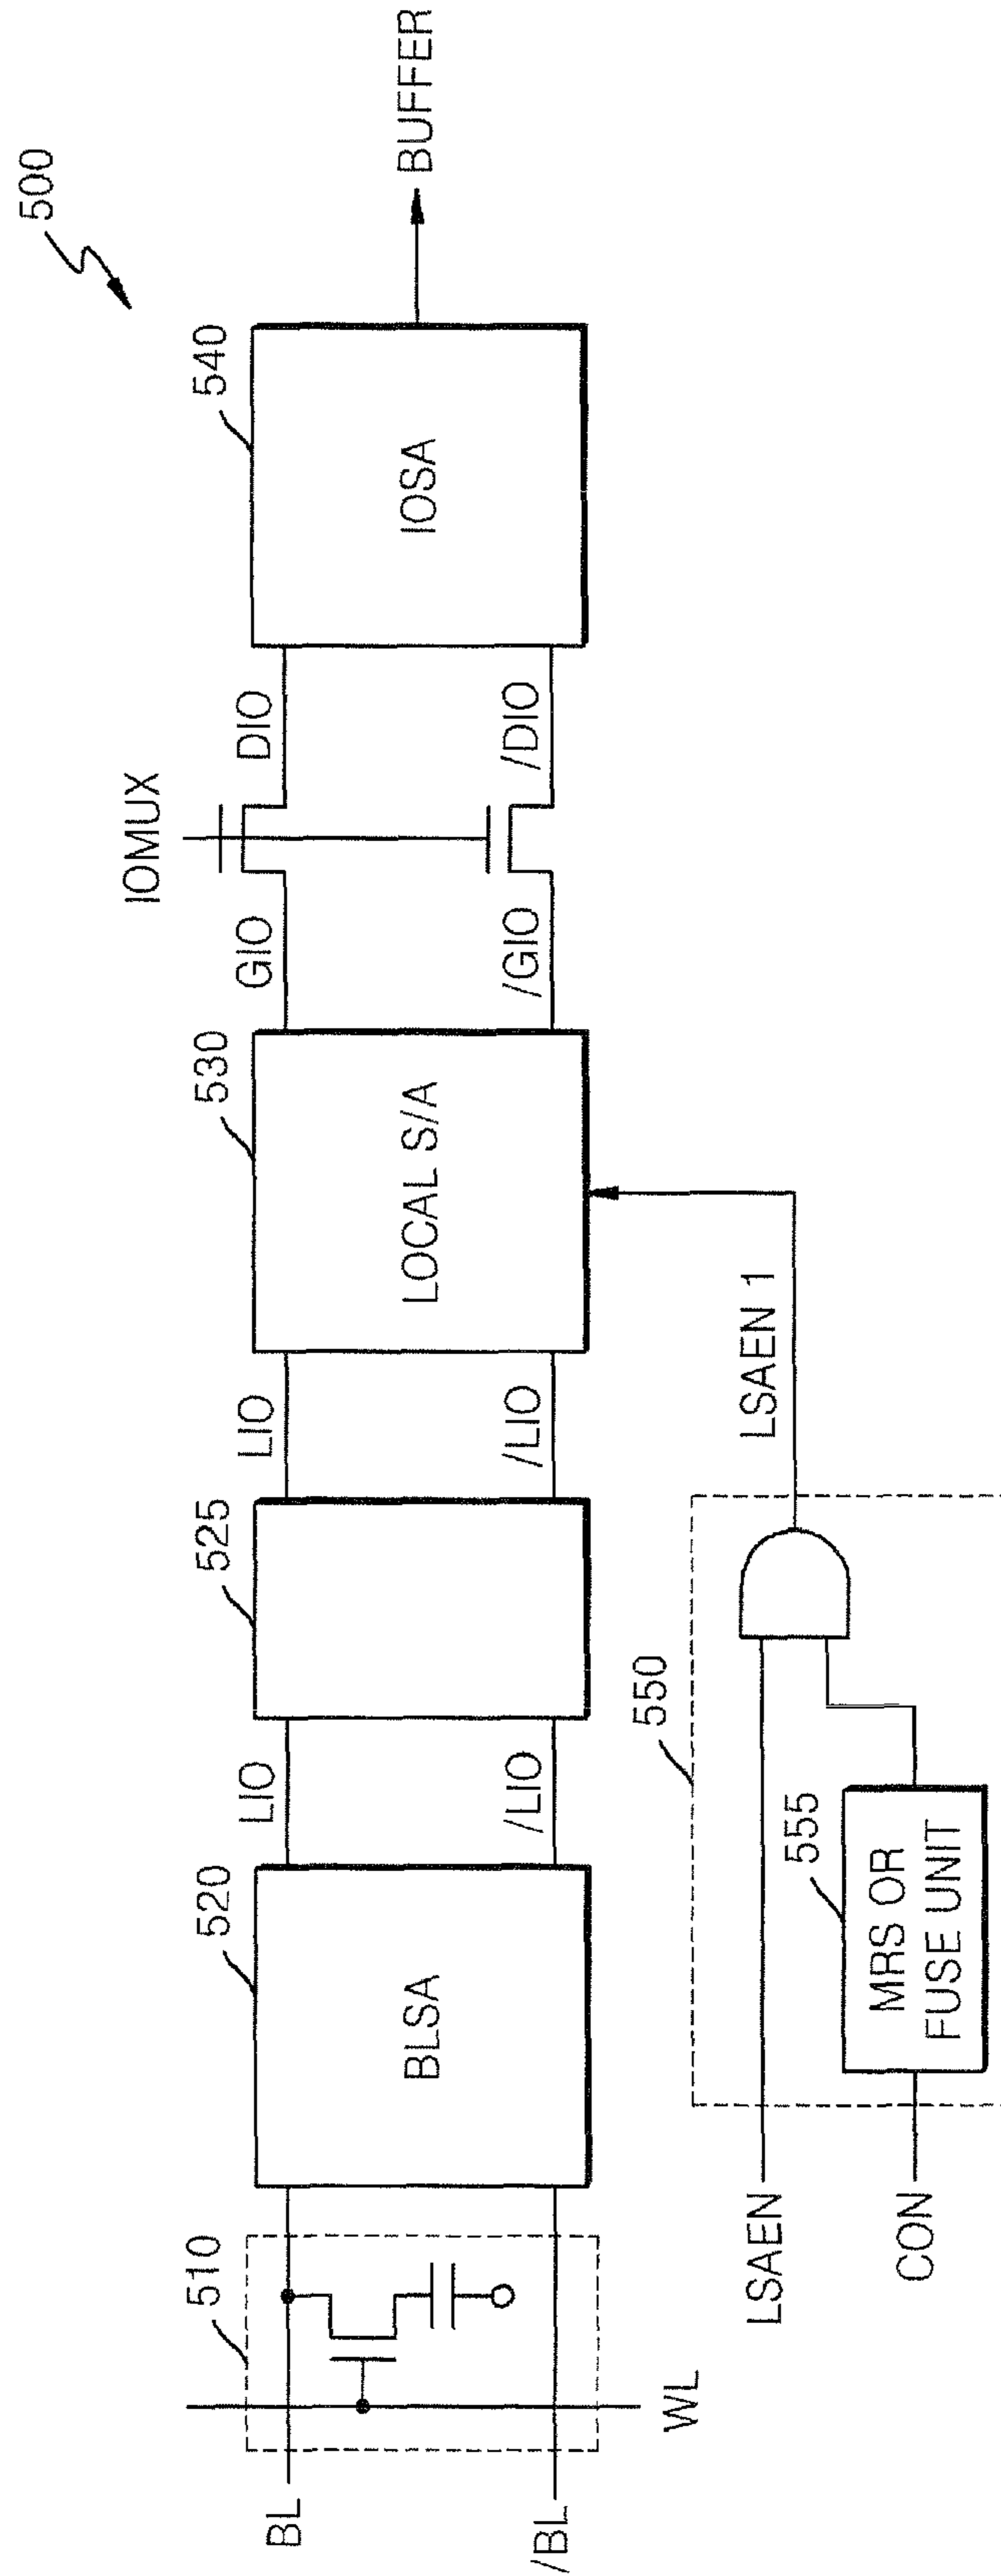 500
510
520
525
530
540
BL
/BL
WL
BLSA
LIO
/LIO
LIO
/LIO
LOCAL S/A
GIO
/GIO
IOMUX
DIO
/DIO
IOSA
BUFFER
550
LSAEN
CON
555
MRS OR
FUSE UNIT
LSAEN 1